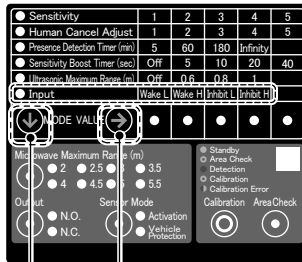 Sensitivity 1 2 3 4 5
Human Cancel Adjust 1 2 3 4 5
Presence Detection Timer (min) 5 60 180 Infinity
Sensitivity Boost Timer (sec) Off 5 10 20 40
Ultrasonic Maximum Range (m) Off 0.6 0.8 1
Input Wake L Wake H Inhibit L Inhibit H
MODE VALUE
Microwave Maximum Range (m)
2 2.5 3 3.5
4 4.5 5 5.5
Standby
Area Check
Detection
Calibration
Calibration Error
Output Sensor Mode
N.O. Activation
N.C. Vehicle Protection
Calibration Area Check